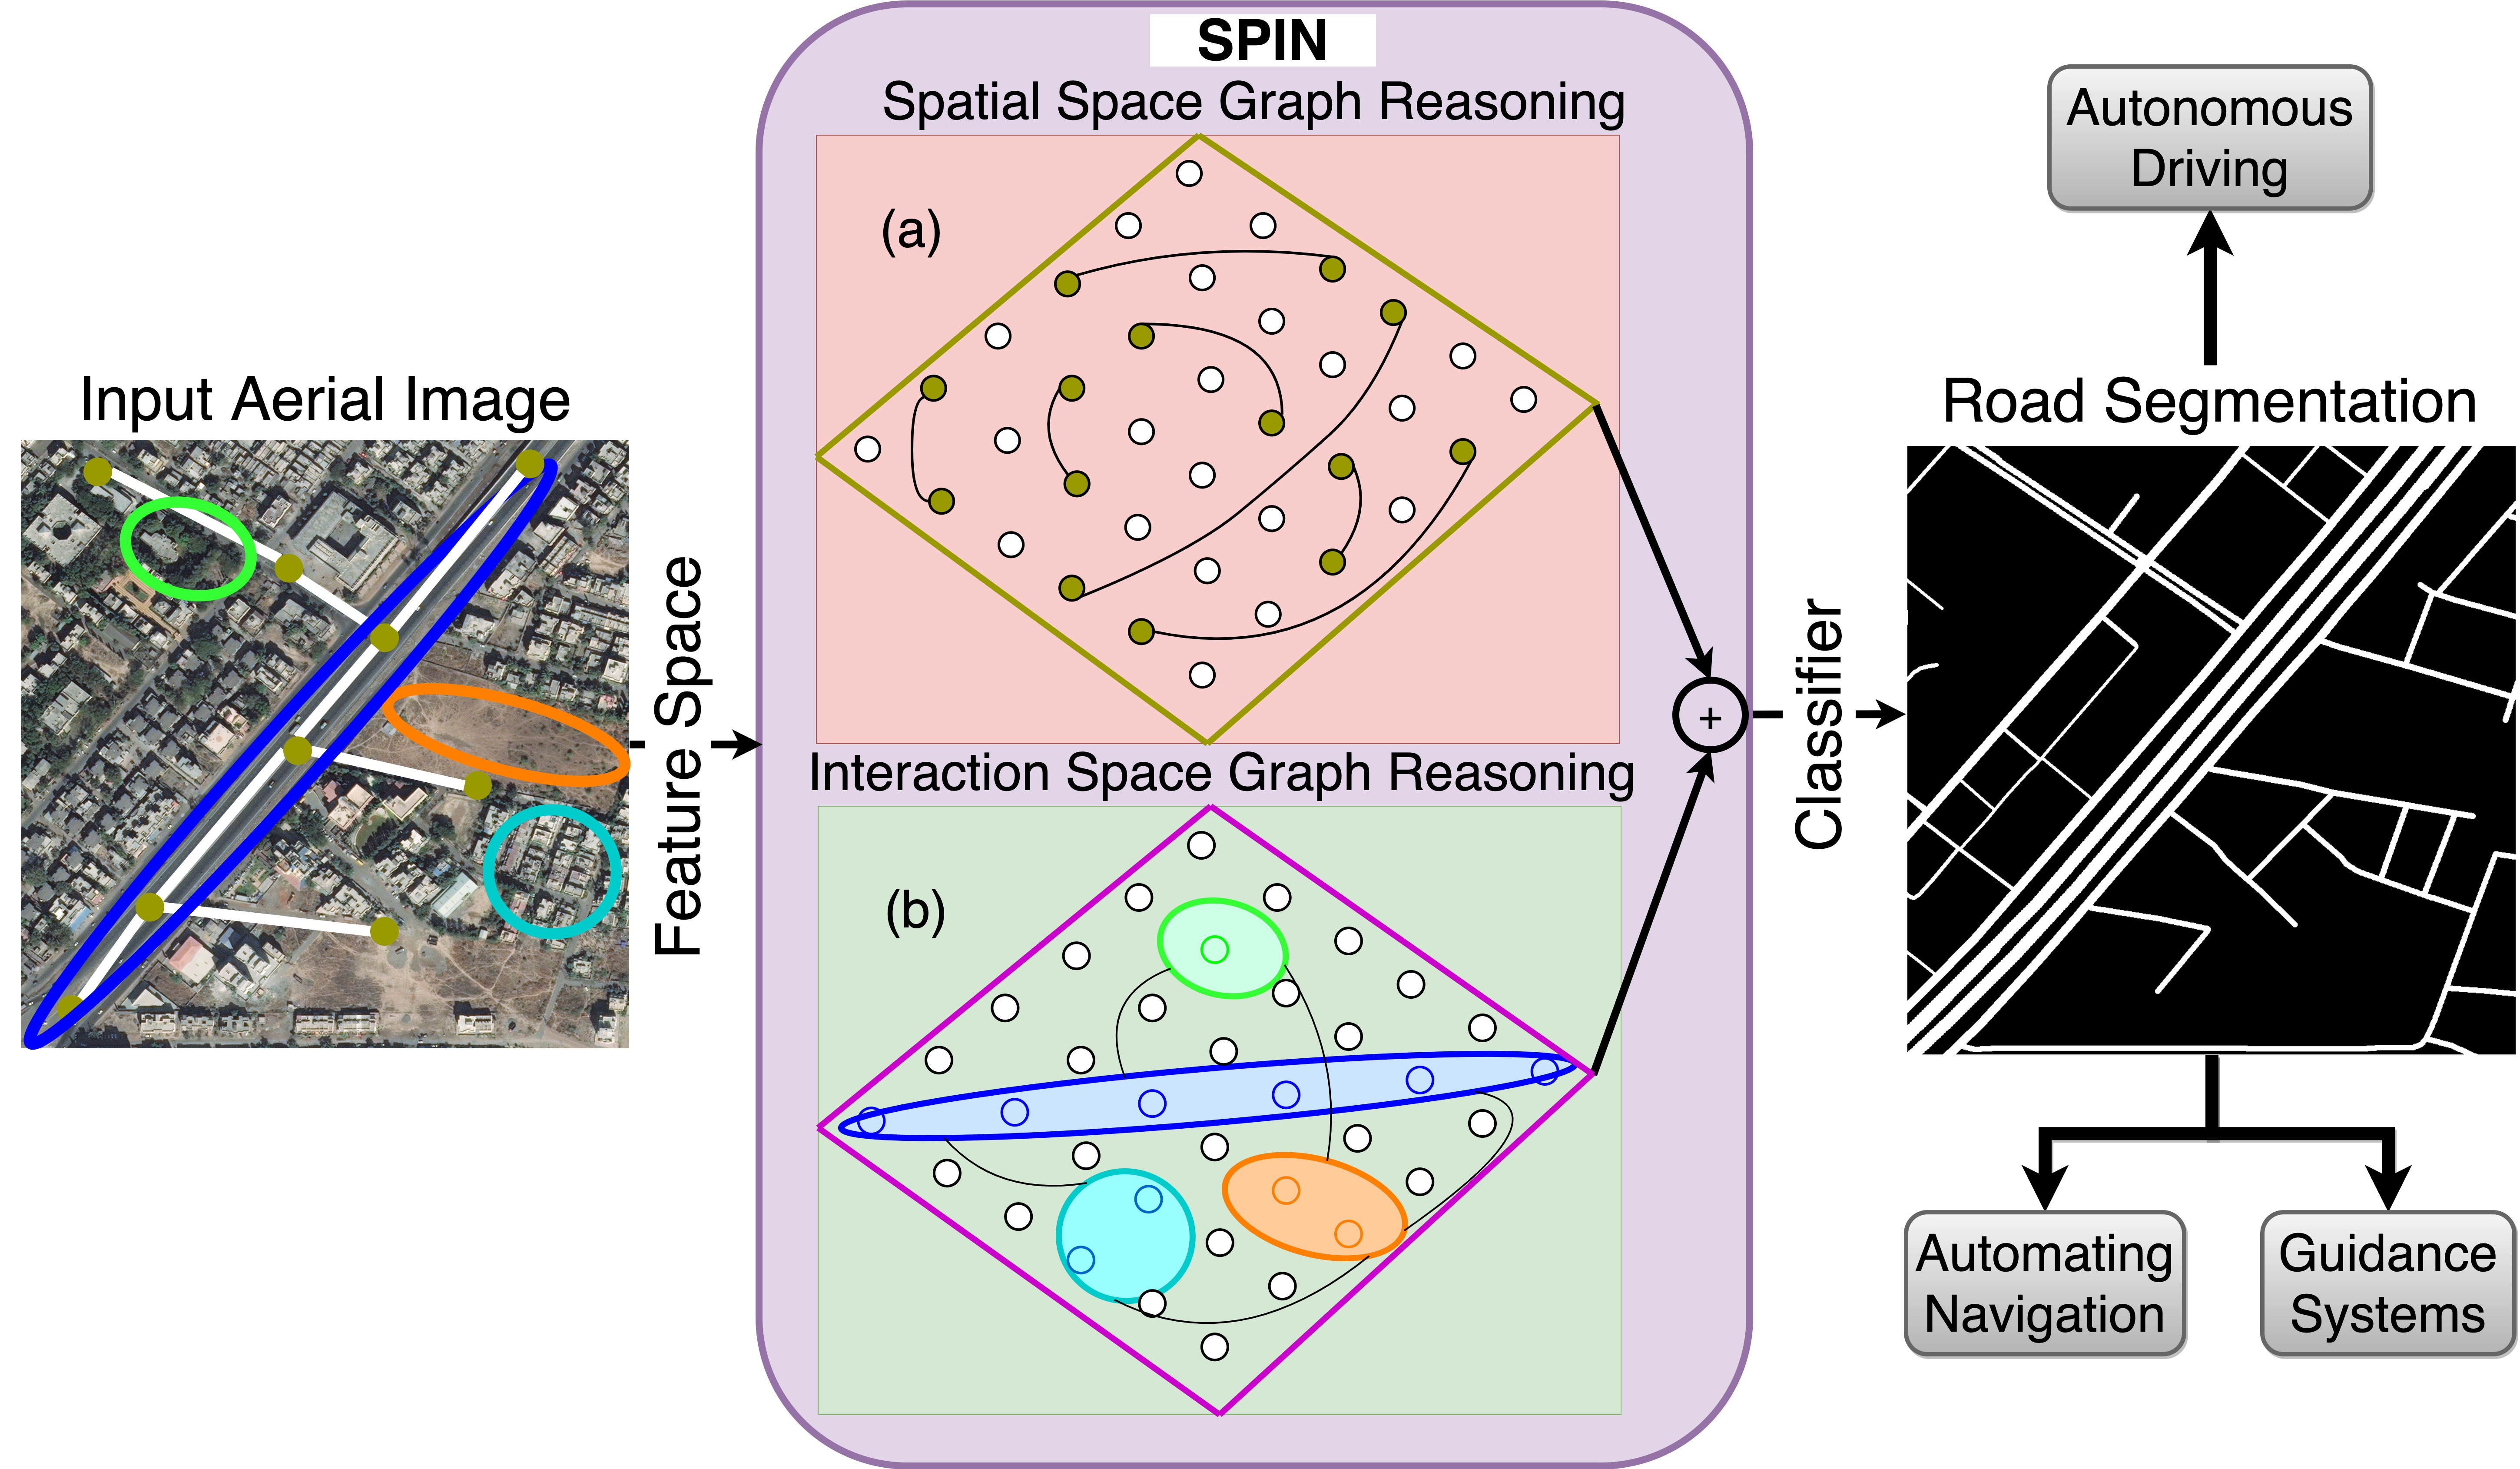 Input Aerial Image
Feature Space
SPIN
Spatial Space Graph Reasoning
(a)
Interaction Space Graph Reasoning
(b)
+
Classifier
Autonomous
Driving
Road Segmentation
Automating
Navigation
Guidance
Systems